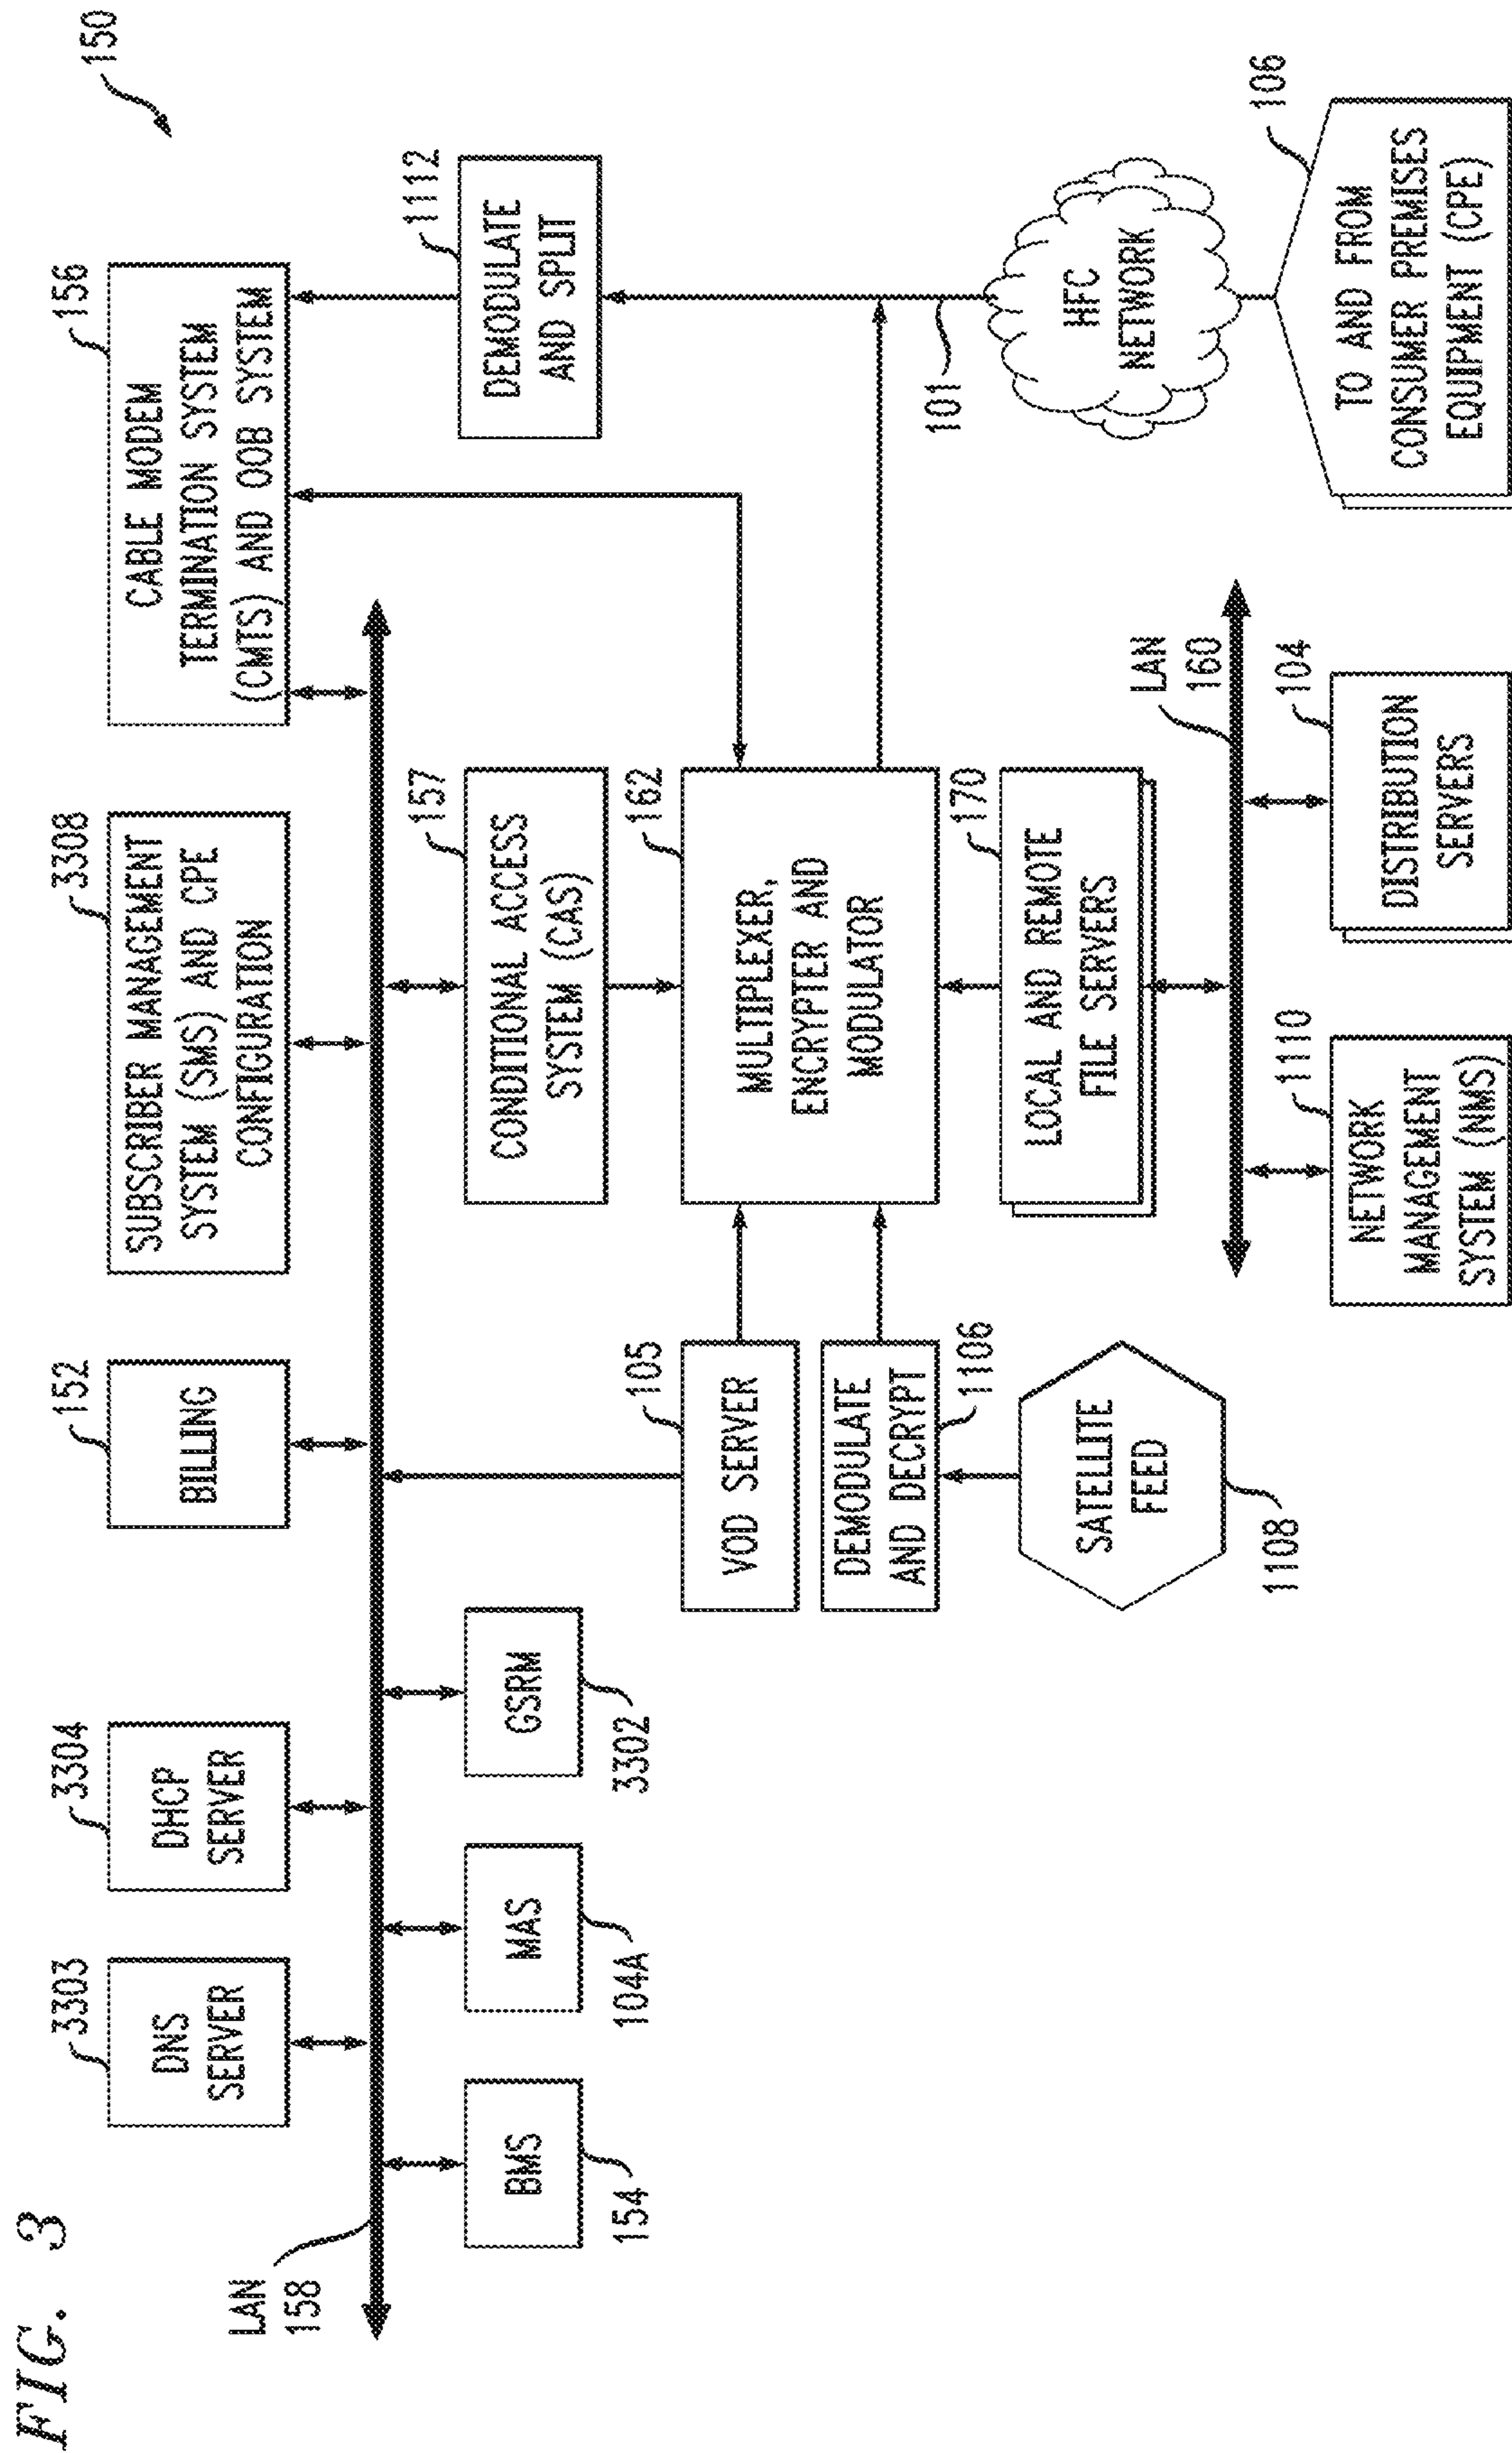 FIG. 3
150
3303
DNS
SERVER
3304
DHCP
SERVER
152
BILLING
3308
SUBSCRIBER MANAGEMENT
SYSTEM (SMS) AND CPE
CONFIGURATION
156
CABLE MODEM
TERMINATION SYSTEM
(CMTS) AND OOB SYSTEM
LAN
158
BMS
154
MAS
104A
GSRM
3302
157
CONDITIONAL ACCESS
SYSTEM (CAS)
1112
DEMODULATE
AND SPLIT
105
VOD SERVER
162
MULTIPLEXER,
ENCRYPTER AND
MODULATOR
DEMODULATE
AND DECRYPT
1106
101
SATELLITE
FEED
1108
170
LOCAL AND REMOTE
FILE SERVERS
HFC
NETWORK
LAN
160
1110
NETWORK
MANAGEMENT
SYSTEM (NMS)
104
DISTRIBUTION
SERVERS
106
TO AND FROM
CONSUMER PREMISES
EQUIPMENT (CPE)